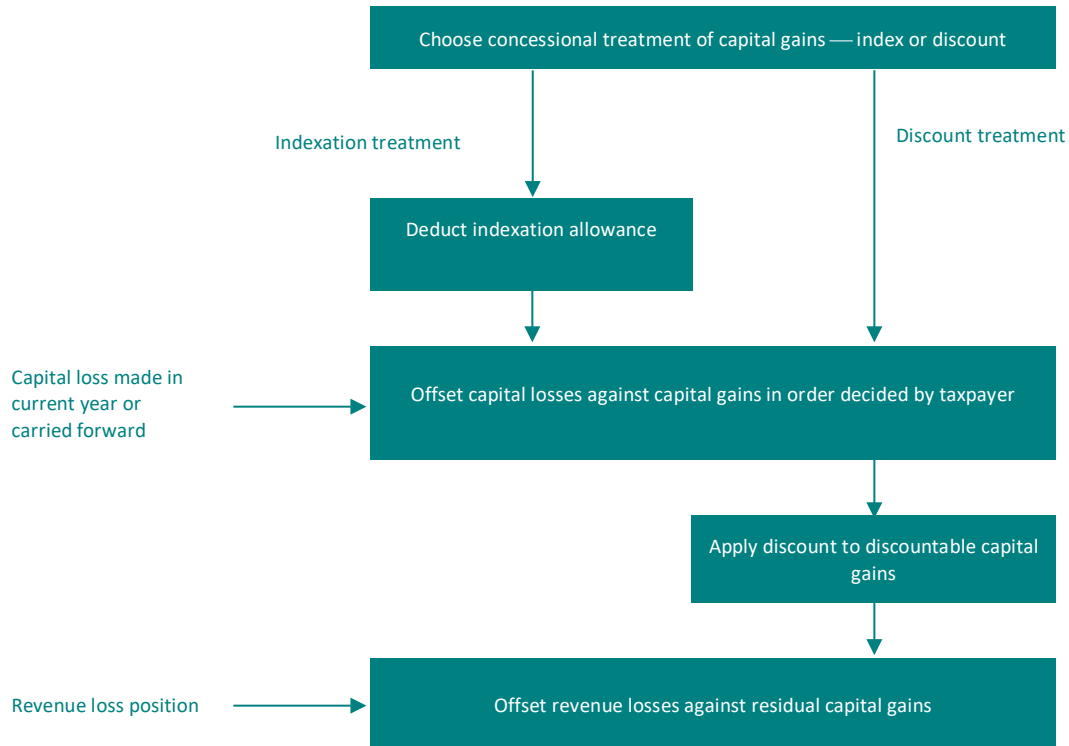 Choose concessional treatment of capital gains — index or discount
Indexation treatment
Discount treatment
Deduct indexation allowance
Capital loss made in
current year or
carried forward
Offset capital losses against capital gains in order decided by taxpayer
Apply discount to discountable capital
gains
Revenue loss position
Offset revenue losses against residual capital gains